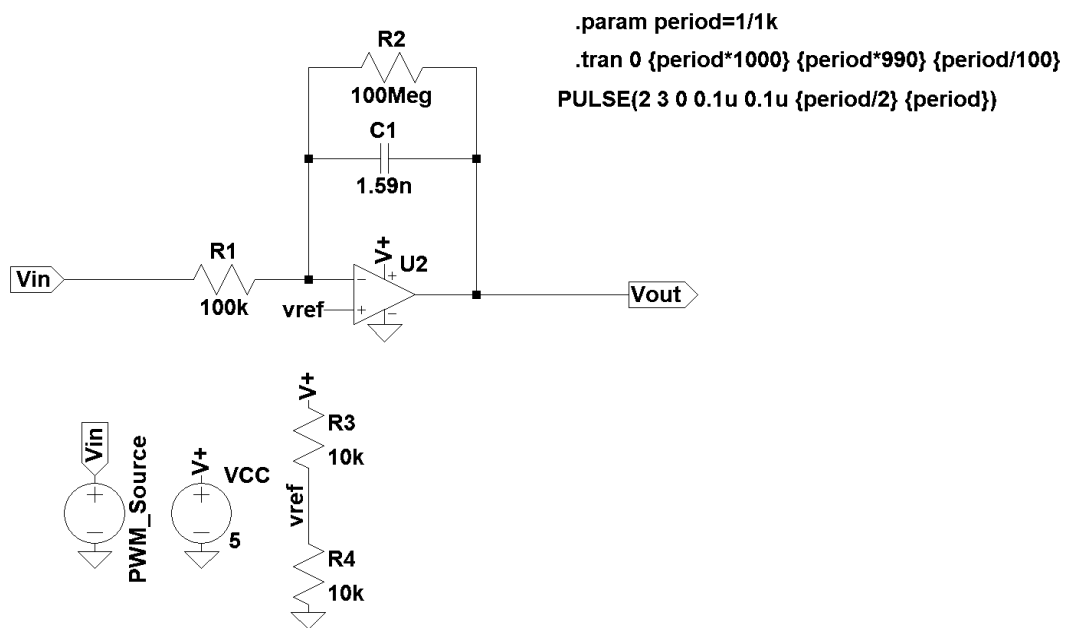 .param period=1/1k
.tran 0 {period*1000} {period*990} {period/100}
PULSE(2 3 0 0.1u 0.1u {period/2} {period})
R2
100Meg
C1
1.59n
V+
U2
R1
100k
Vin
vref
Vout
V+
R3
10k
Vin
PWM_Source
V+
VCC
5
vref
R4
10k